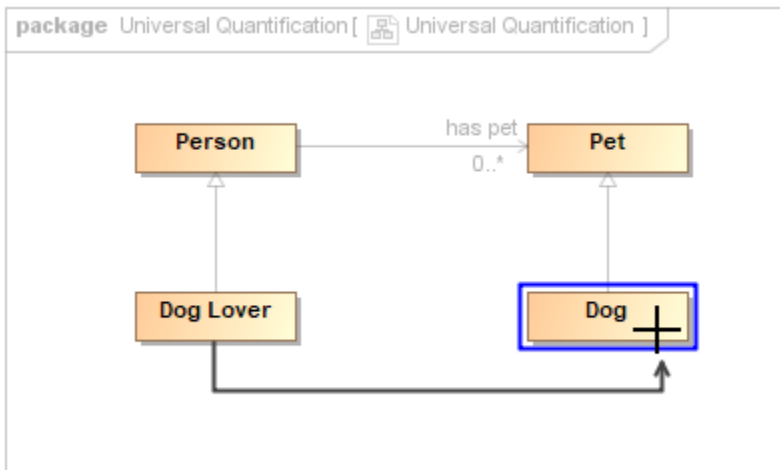 package Universal Quantification [ Universal Quantification ]
Person
has pet
0..*
Pet
Dog Lover
Dog